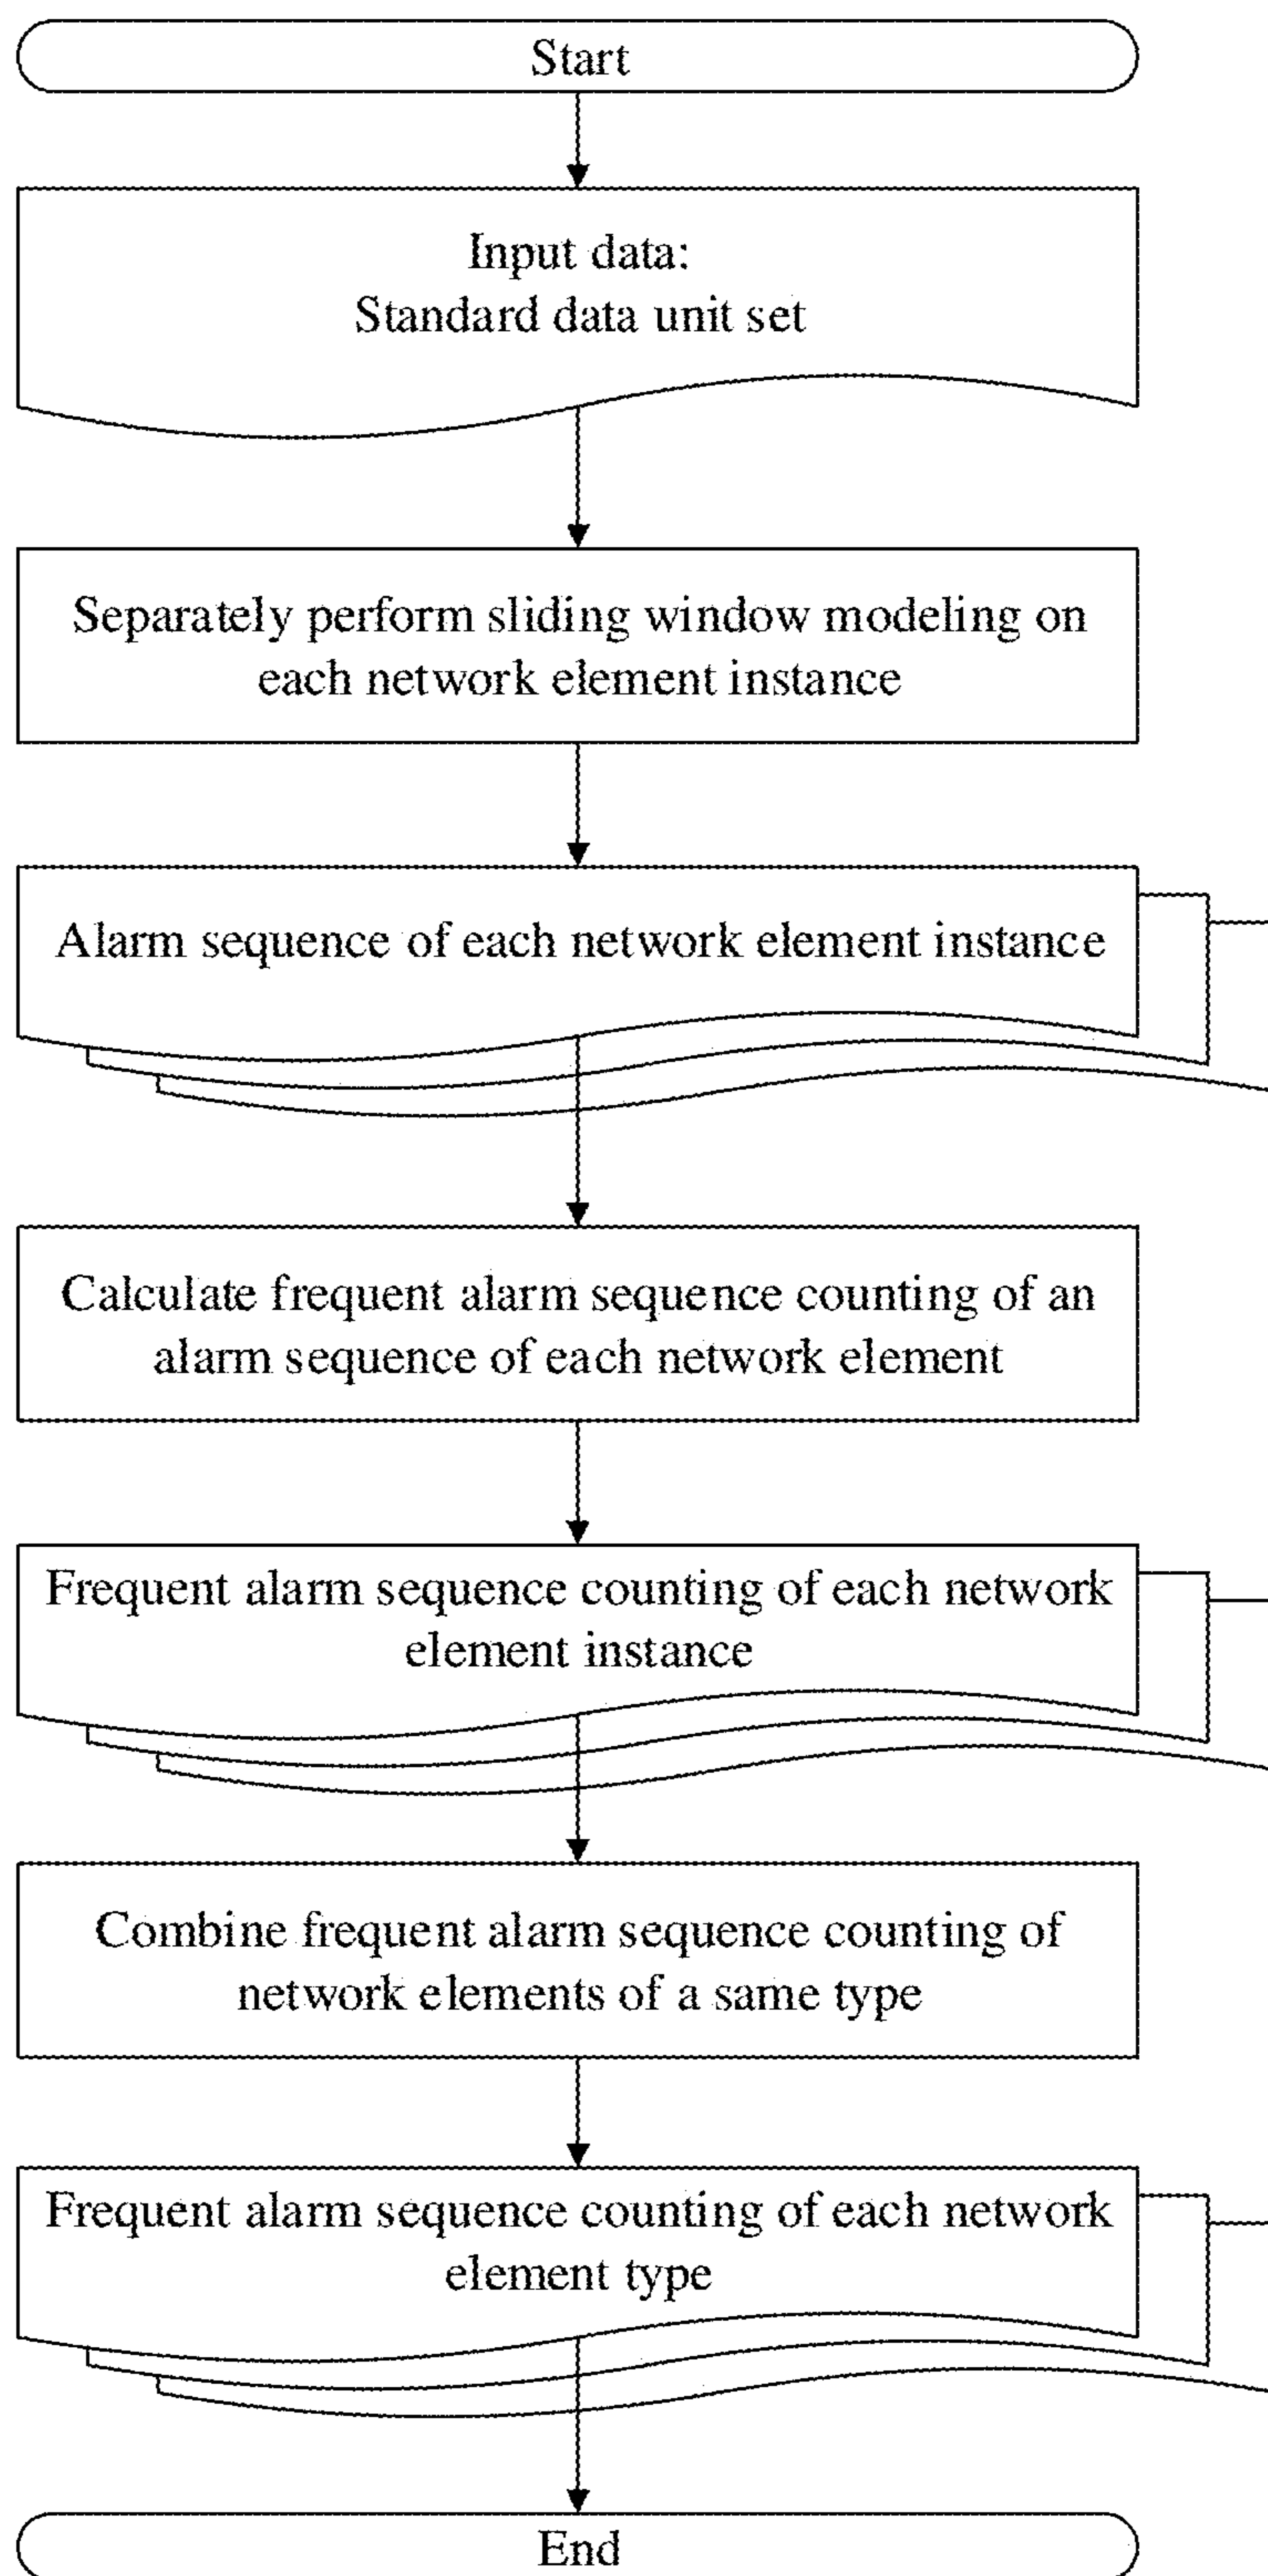 Start
Input data:
Standard data unit set
Separately perform sliding window modeling on
each network element instance
Alarm sequence of each network element instance
Calculate frequent alarm sequence counting of an
alarm sequence of each network element
Frequent alarm sequence counting of each network
element instance
Combine frequent alarm sequence counting of
network elements of a same type
Frequent alarm sequence counting of each network
element type
End